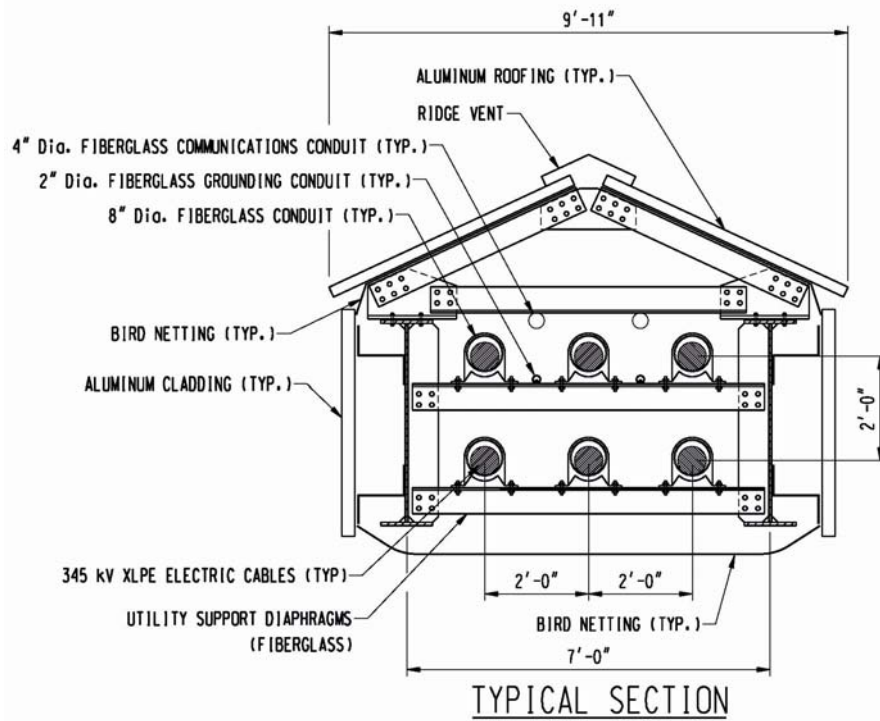 9'-11"
ALUMINUM ROOFING (TYP.)
RIDGE VENT
4" Dia. FIBERGLASS COMMUNICATIONS CONDUIT (TYP.)
2" Dia. FIBERGLASS GROUNDING CONDUIT (TYP.)
8" Dia. FIBERGLASS CONDUIT (TYP.)
BIRD NETTING (TYP.)
ALUMINUM CLADDING (TYP.)
2'-0"
345 kV XLPE ELECTRIC CABLES (TYP)
2'-0"
2'-0"
UTILITY SUPPORT DIAPHRAGMS
(FIBERGLASS)
BIRD NETTING (TYP.)
7'-0"
TYPICAL SECTION